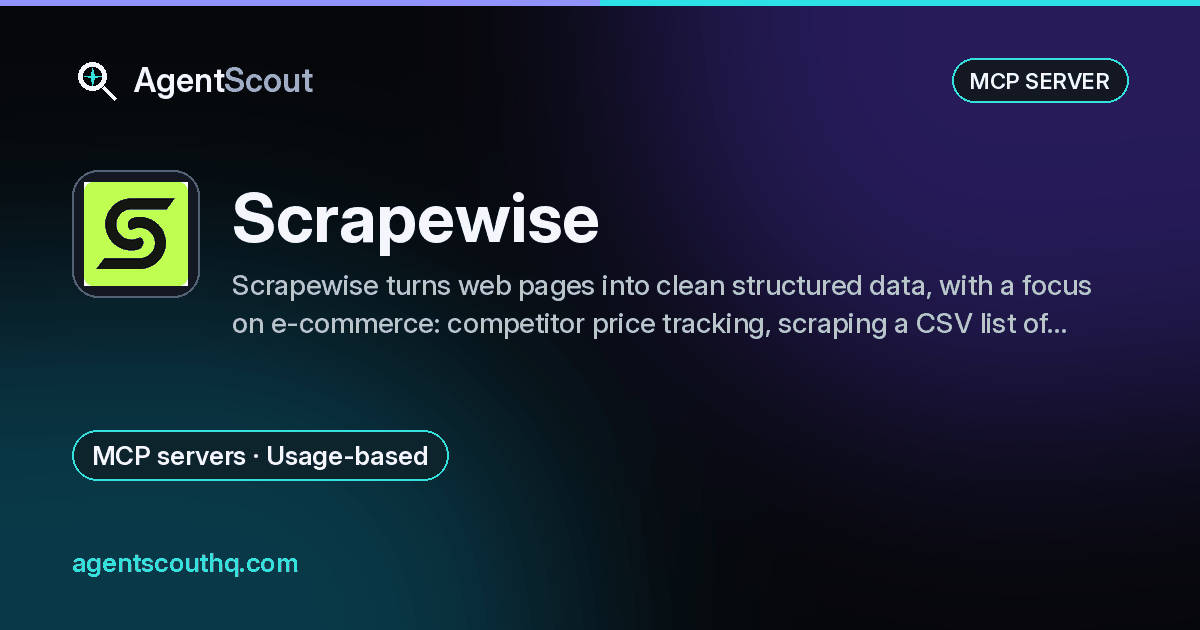 AgentScout
MCP SERVER
Scrapewise
Scrapewise turns web pages into clean structured data, with a focus
on e-commerce: competitor price tracking, scraping a CSV list of...
MCP servers · Usage-based
agentscouthq.com